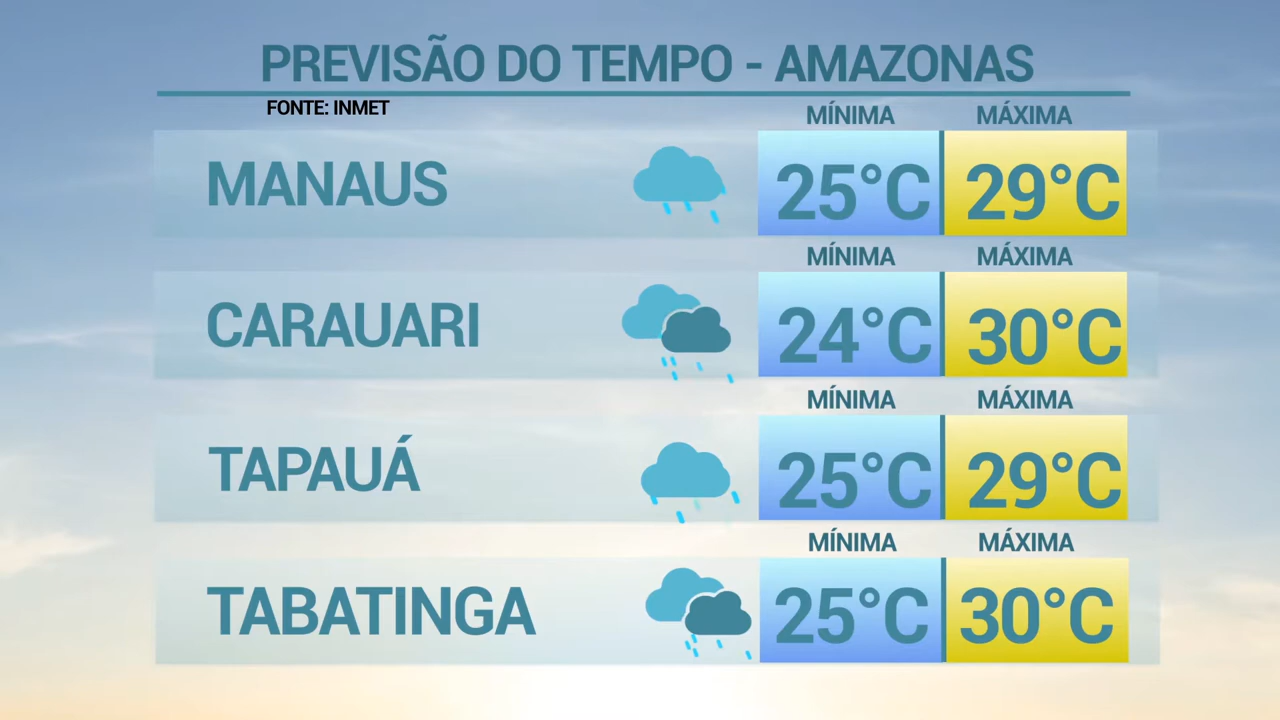 PREVISÃO DO TEMPO - AMAZONAS
FONTE: INMET
MÍNIMA MÁXIMA
MANAUS 25°C 29°C
MÍNIMA MÁXIMA
CARAUARI 24°C 30°C
MÍNIMA MÁXIMA
TAPAUÁ 25°C 29°C
MÍNIMA MÁXIMA
TABATINGA 25°C 30°C